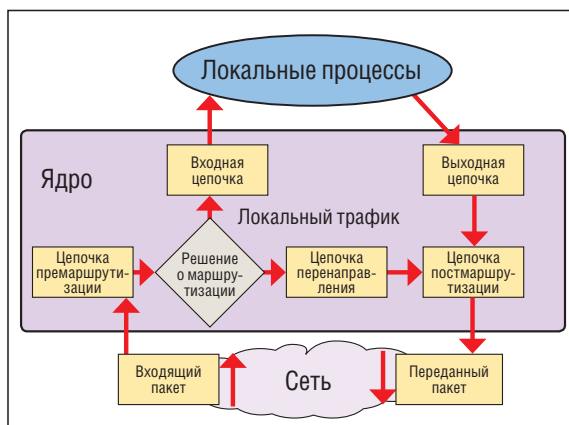 Локальные процессы
Входная
цепочка
Выходная
цепочка
Ядро
Локальный трафик
Цепочка
премаршрути-
зации
Решение
о маршру-
тизации
Цепочка
перенаправ-
ления
Цепочка
постмаршру-
тизации
Входящий
пакет
Сеть
Переданный
пакет